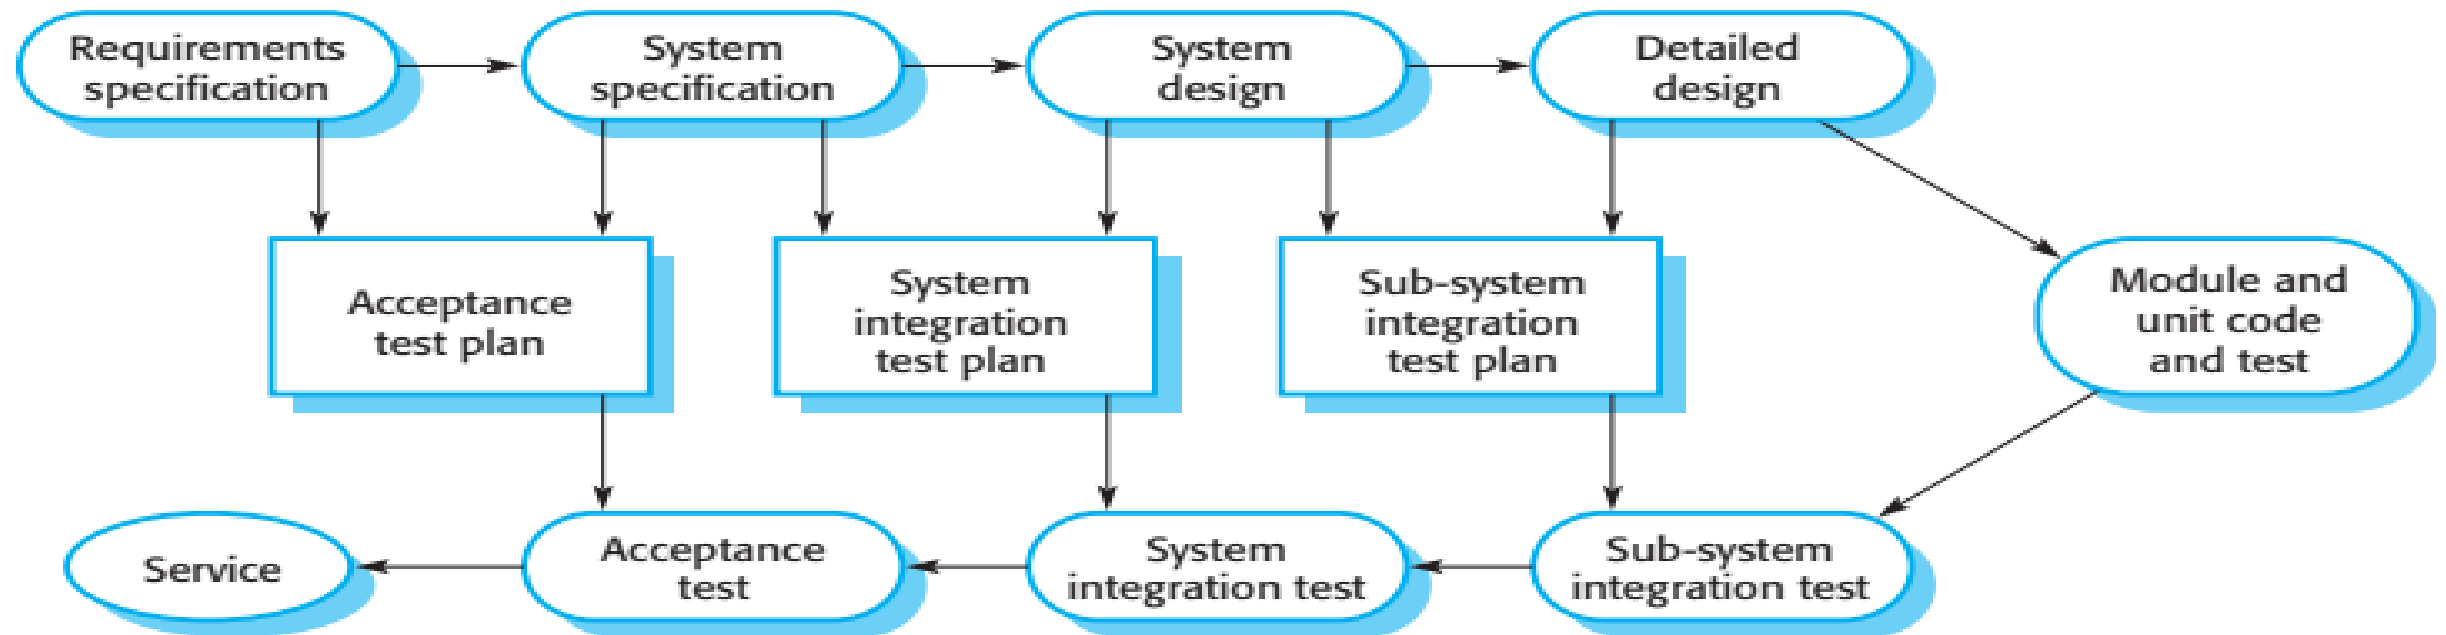 Requirements
specification
System
specification
System
design
Detailed
design
Acceptance
test plan
System
integration
test plan
Sub-system
integration
test plan
Module and
unit code
and test
Service
Acceptance
test
System
integration test
Sub-system
integration test